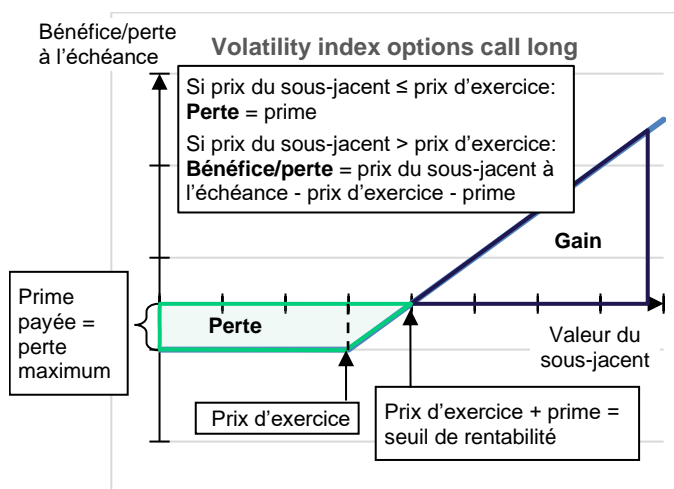 Bénéfice/perte
à l’échéance
Volatility index options call long
Si prix du sous-jacent ≤ prix d’exercice:
Perte = prime
Si prix du sous-jacent > prix d’exercice:
Bénéfice/perte = prix du sous-jacent à
l’échéance - prix d’exercice - prime
Gain
Prime
payée =
perte
maximum
Perte
Valeur du
sous-jacent
Prix d’exercice
Prix d’exercice + prime =
seuil de rentabilité